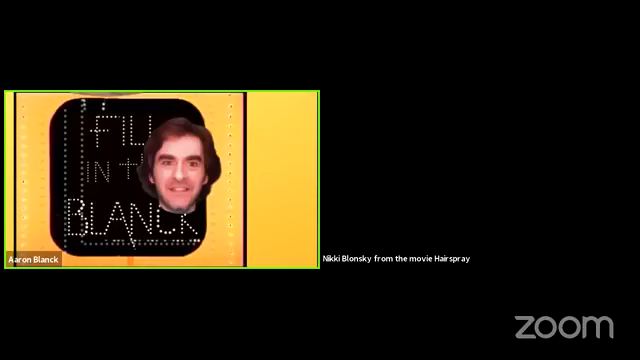 FILL
IN THE
BLANCK
Aaron Blanck
Nikki Blonsky from the movie Hairspray
zoom